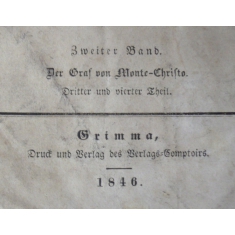 Zweiter Band.
Der Graf von Monte-Christo.
Dritter und vierter Theil.
Grimma,
Druck und Verlag des Verlags-Comptoirs.
1846.